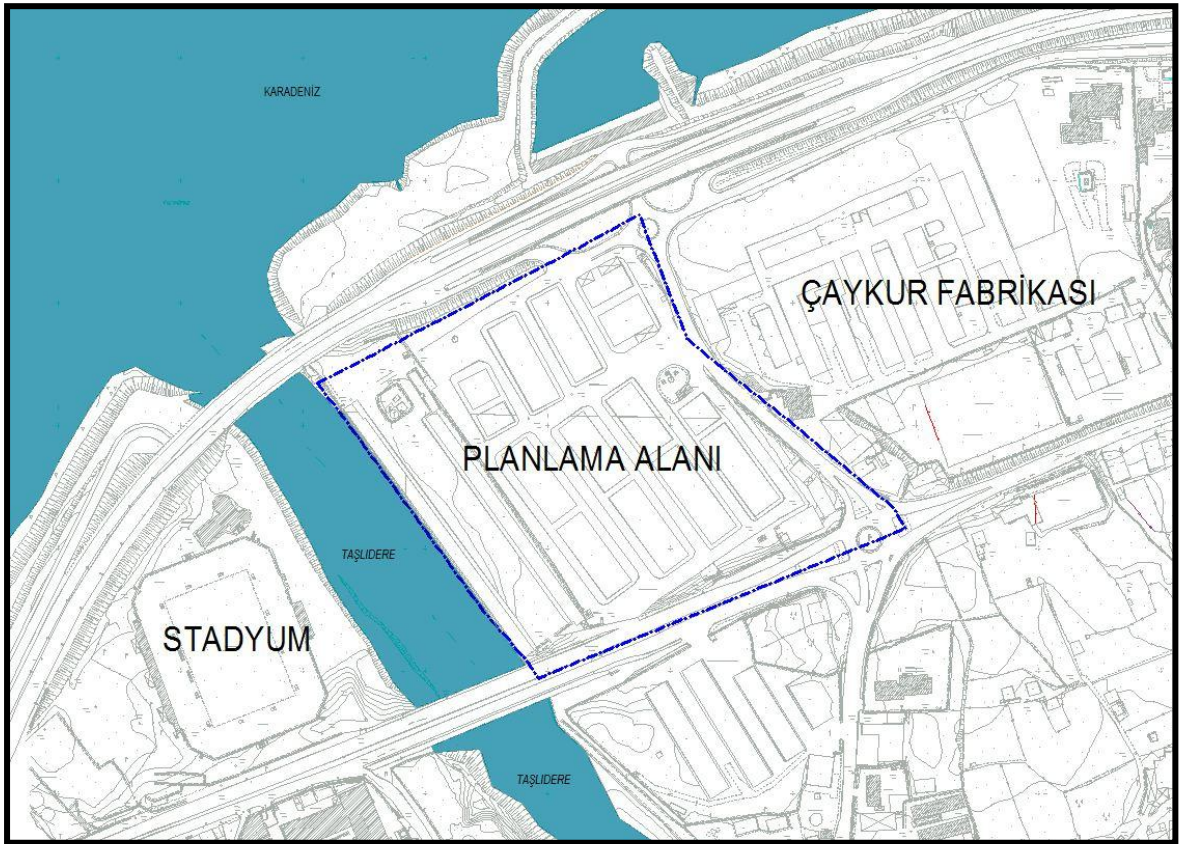 KARADENİZ
ÇAYKUR FABRİKASI
PLANLAMA ALANI
TAŞLIDERE
STADYUM
TAŞLIDERE